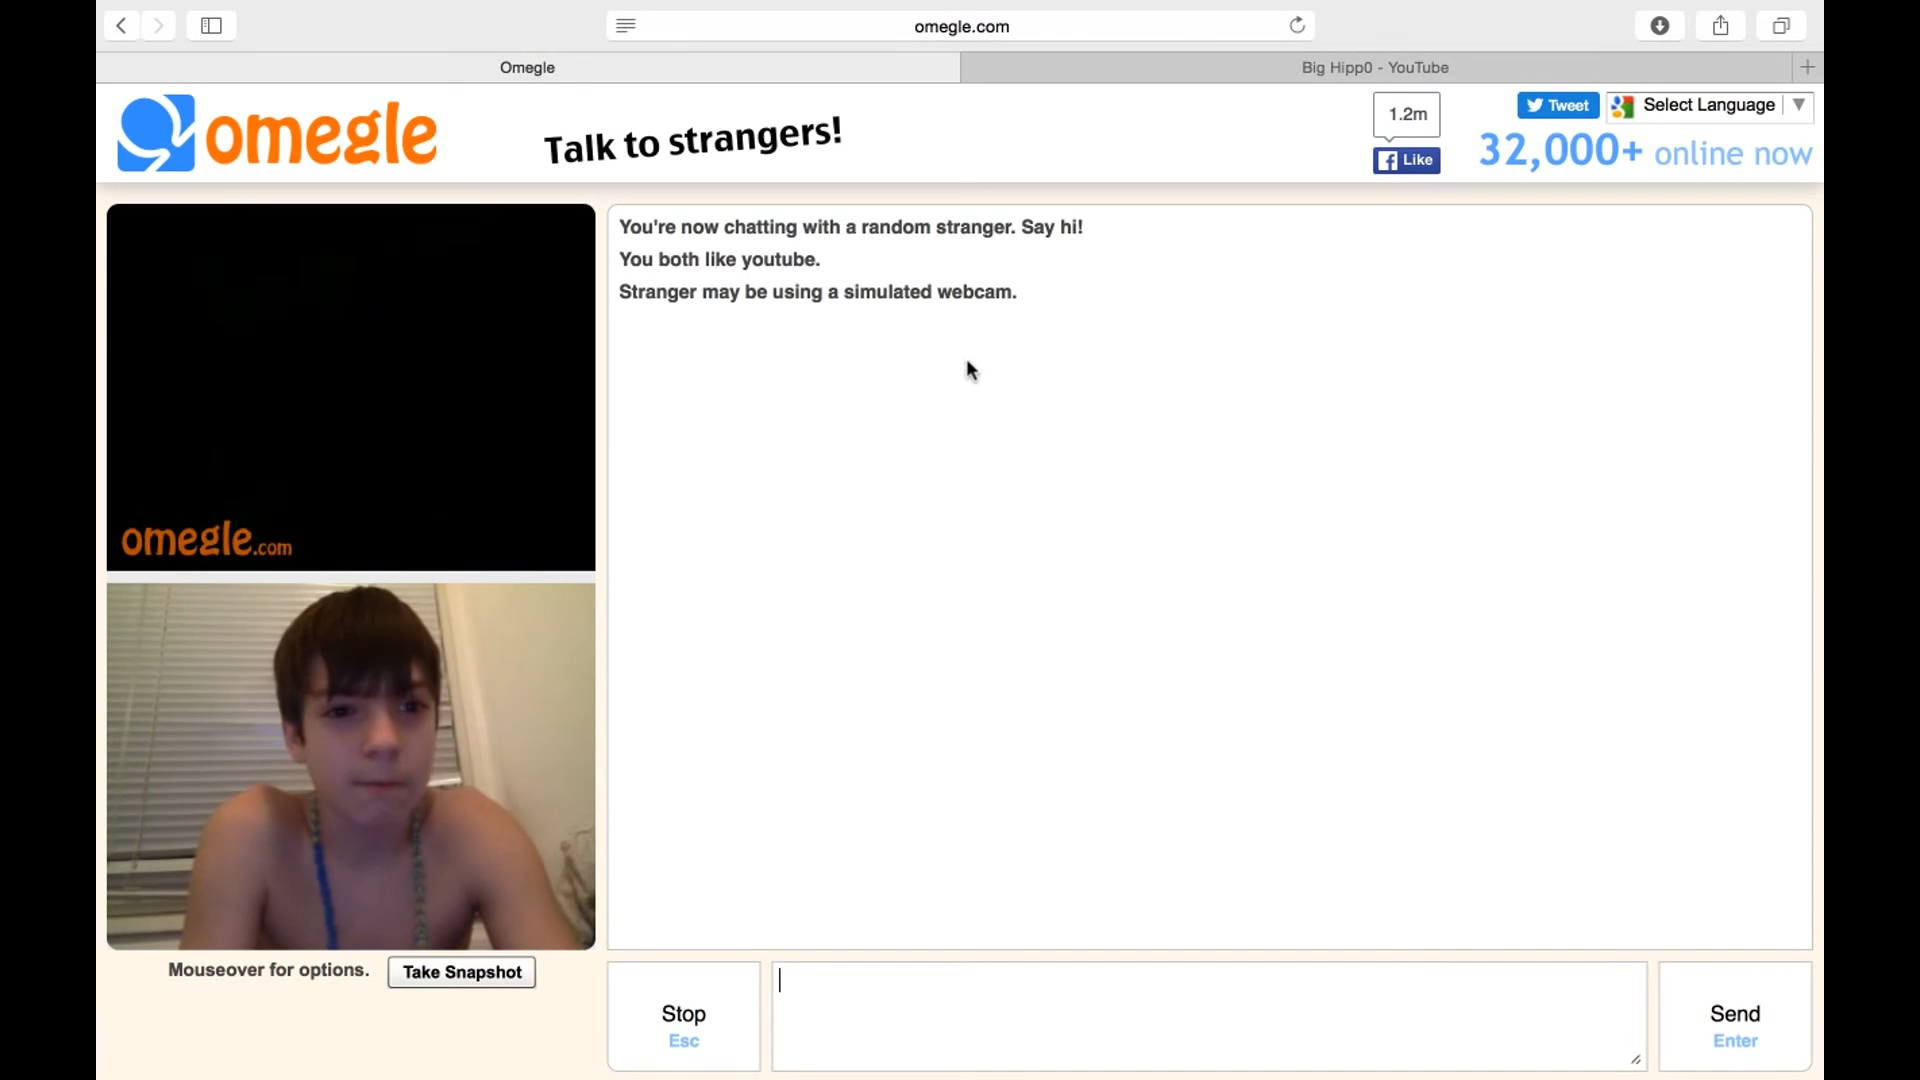 omegle.com
Omegle
Big Hipp0 - YouTube
omegle
Talk to strangers!
1.2m
Like
Tweet
Select Language
32,000+ online now
omegle.com
You're now chatting with a random stranger. Say hi!
You both like youtube.
Stranger may be using a simulated webcam.
Mouseover for options.
Take Snapshot
Stop
Esc
Send
Enter